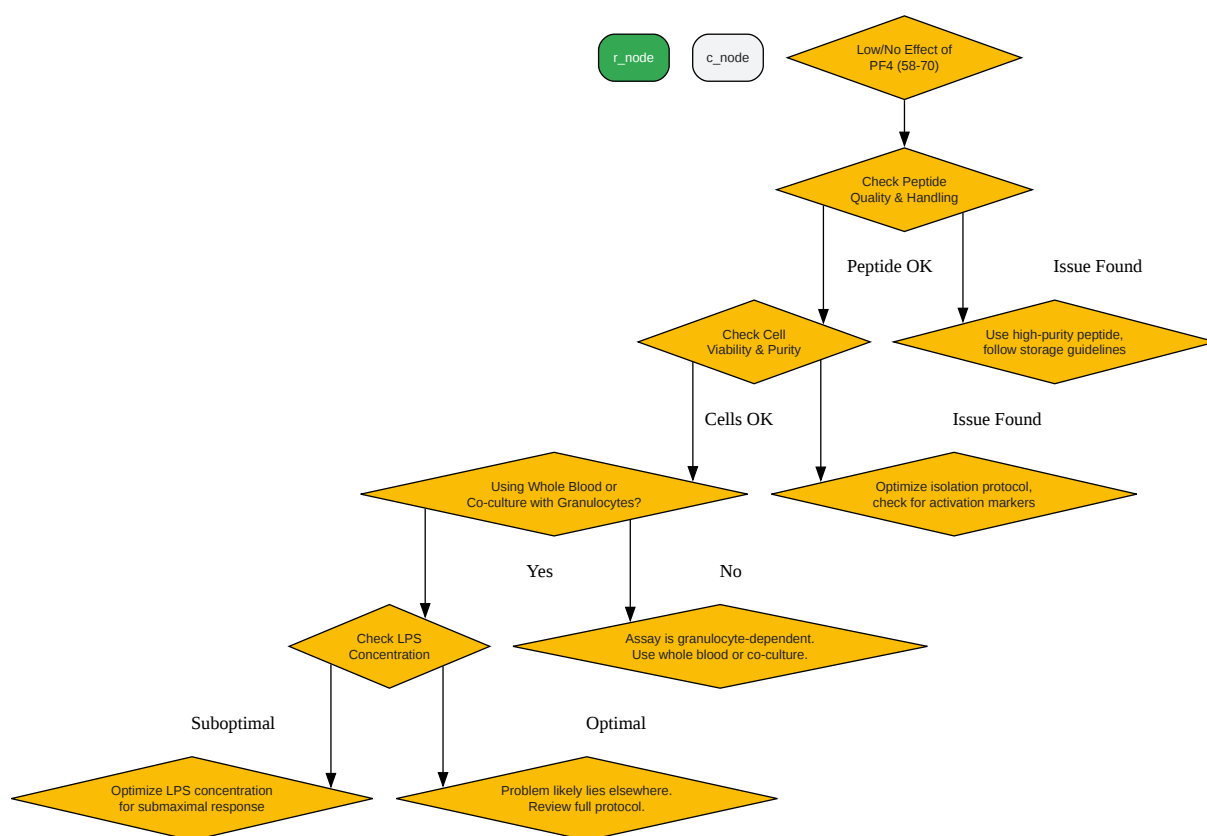 r_node
c_node
Low/No Effect of
PF4 (58-70)
Check Peptide
Quality & Handling
Peptide OK
Issue Found
Check Cell
Viability & Purity
Use high-purity peptide,
follow storage guidelines
Cells OK
Issue Found
Using Whole Blood or
Co-culture with Granulocytes?
Optimize isolation protocol,
check for activation markers
Yes
No
Check LPS
Concentration
Assay is granulocyte-dependent.
Use whole blood or co-culture.
Suboptimal
Optimal
Optimize LPS concentration
for submaximal response
Problem likely lies elsewhere.
Review full protocol.